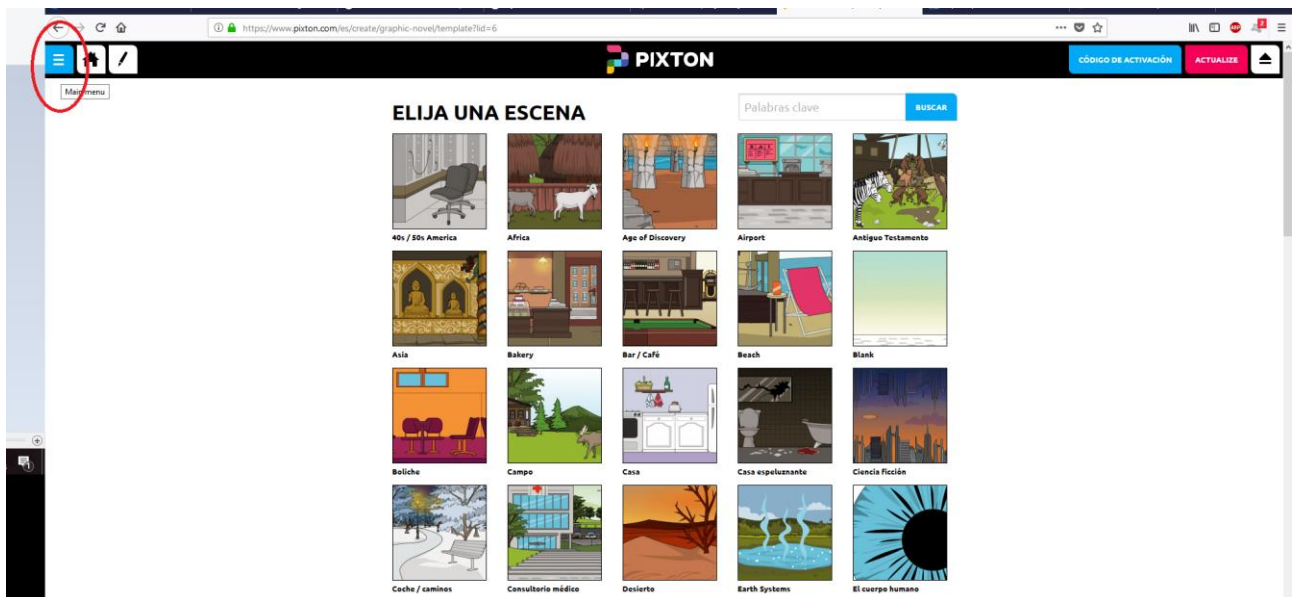 https://www.pixton.com/es/create/graphic-novel/template?lid=6
PIXTON
CÓDIGO DE ACTIVACIÓN
ACTUALIZE
Main menu
ELIJA UNA ESCENA
Palabras clave
BUSCAR
40s / 50s America
Africa
Age of Discovery
Airport
Antiguo Testamento
Asia
Bakery
Bar / Café
Beach
Blank
Boliche
Campo
Casa
Casa espeluznante
Ciencia ficción
Coche / caminos
Consultorio médico
Desierto
Earth Systems
El cuerpo humano